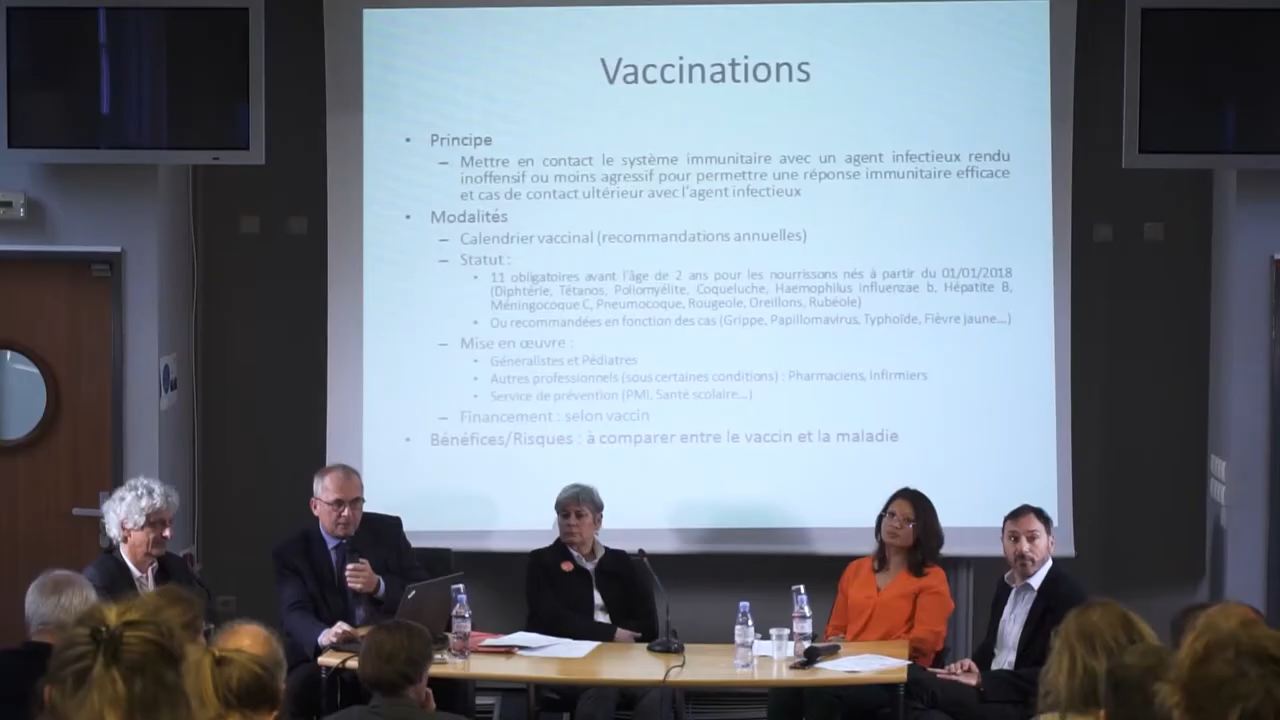 Vaccinations
• Principe
– Mettre en contact le système immunitaire avec un agent infectieux rendu
inoffensif ou moins agressif pour permettre une réponse immunitaire efficace
et cas de contact ultérieur avec l'agent infectieux
• Modalités
– Calendrier vaccinal (recommandations annuelles)
– Statut :
• 11 obligatoires avant l'âge de 2 ans pour les nourrissons nés à partir du 01/01/2018
(Diphtérie, Tétanos, Poliomyélite, Coqueluche, Haemophilus influenzae b, Hépatite B,
Méningocoque C, Pneumocoque, Rougeole, Oreillons, Rubéole)
• Ou recommandées en fonction des cas (Grippe, Papillomavirus, Typhoïde, Fièvre jaune...)
– Mise en œuvre :
• Géneralistes et Pédiatres
• Autres professionnels (sous certaines conditions) : Pharmaciens, Infirmiers
• Service de prévention (PMI, Santé scolaire...)
– Financement : selon vaccin
• Bénéfices/Risques : à comparer entre le vaccin et la maladie